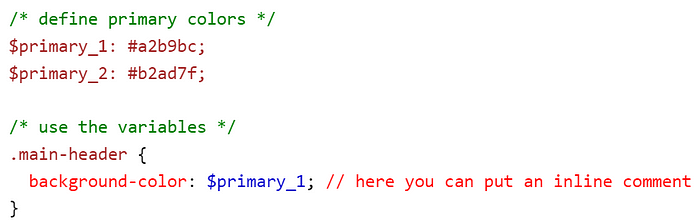 /* define primary colors */
$primary_1: #a2b9bc;
$primary_2: #b2ad7f;
/* use the variables */
.main-header {
  background-color: $primary_1; // here you can put an inline comment
}